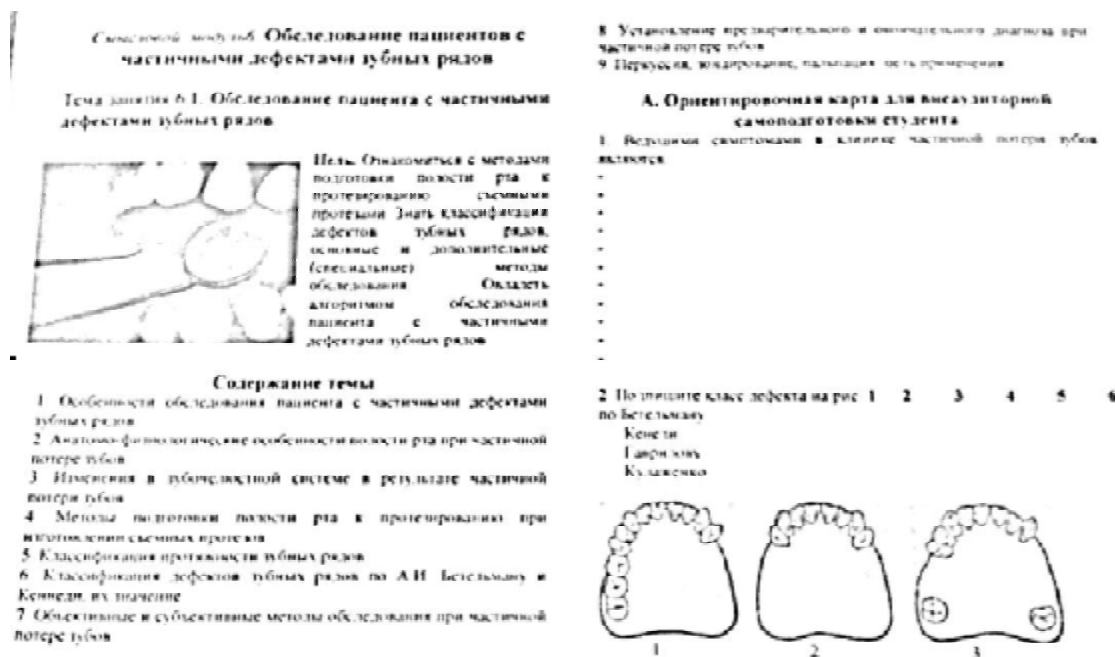 Смысловой модуль6. Обследование пациентов с
частичными дефектами зубных рядов
Тема занятия 6.1. Обследование пациента с частичными
дефектами зубных рядов
Цель. Ознакомиться с методами
подготовки полости рта к
протезированию съемными
протезами. Знать классификации
дефектов зубных рядов,
основные и дополнительные
(специальные) методы
обследования. Овладеть
алгоритмом обследования
пациента с частичными
дефектами зубных рядов
Содержание темы
1. Особенности обследования пациента с частичными дефектами
зубных рядов
2. Анатомо-физиологические особенности полости рта при частичной
потере зубов
3. Изменения в зубочелюстной системе в результате частичной
потери зубов
4. Методы подготовки полости рта к протезированию при
изготовлении съемных протезов
5. Классификация протяжности зубных рядов
6. Классификация дефектов зубных рядов по А.И. Бетельману и
Кеннеди, их значение
7. Объективные и субъективные методы обследования при частичной
потере зубов
8. Установление предварительного и окончательного диагноза при
частичной потере зубов
9. Перкуссия, зондирование, пальпация, цель применения
А. Ориентировочная карта для внеаудиторной
самоподготовки студента
1. Ведущими симптомами в клинике частичной потери зубов
являются
-
-
-
-
-
-
-
-
-
-
-
2. Подпишите класс дефекта на рис 1 2 3 4 5 6
по Бетельману
Кенеди
Гаврилову
Кулаженко
1 2 3